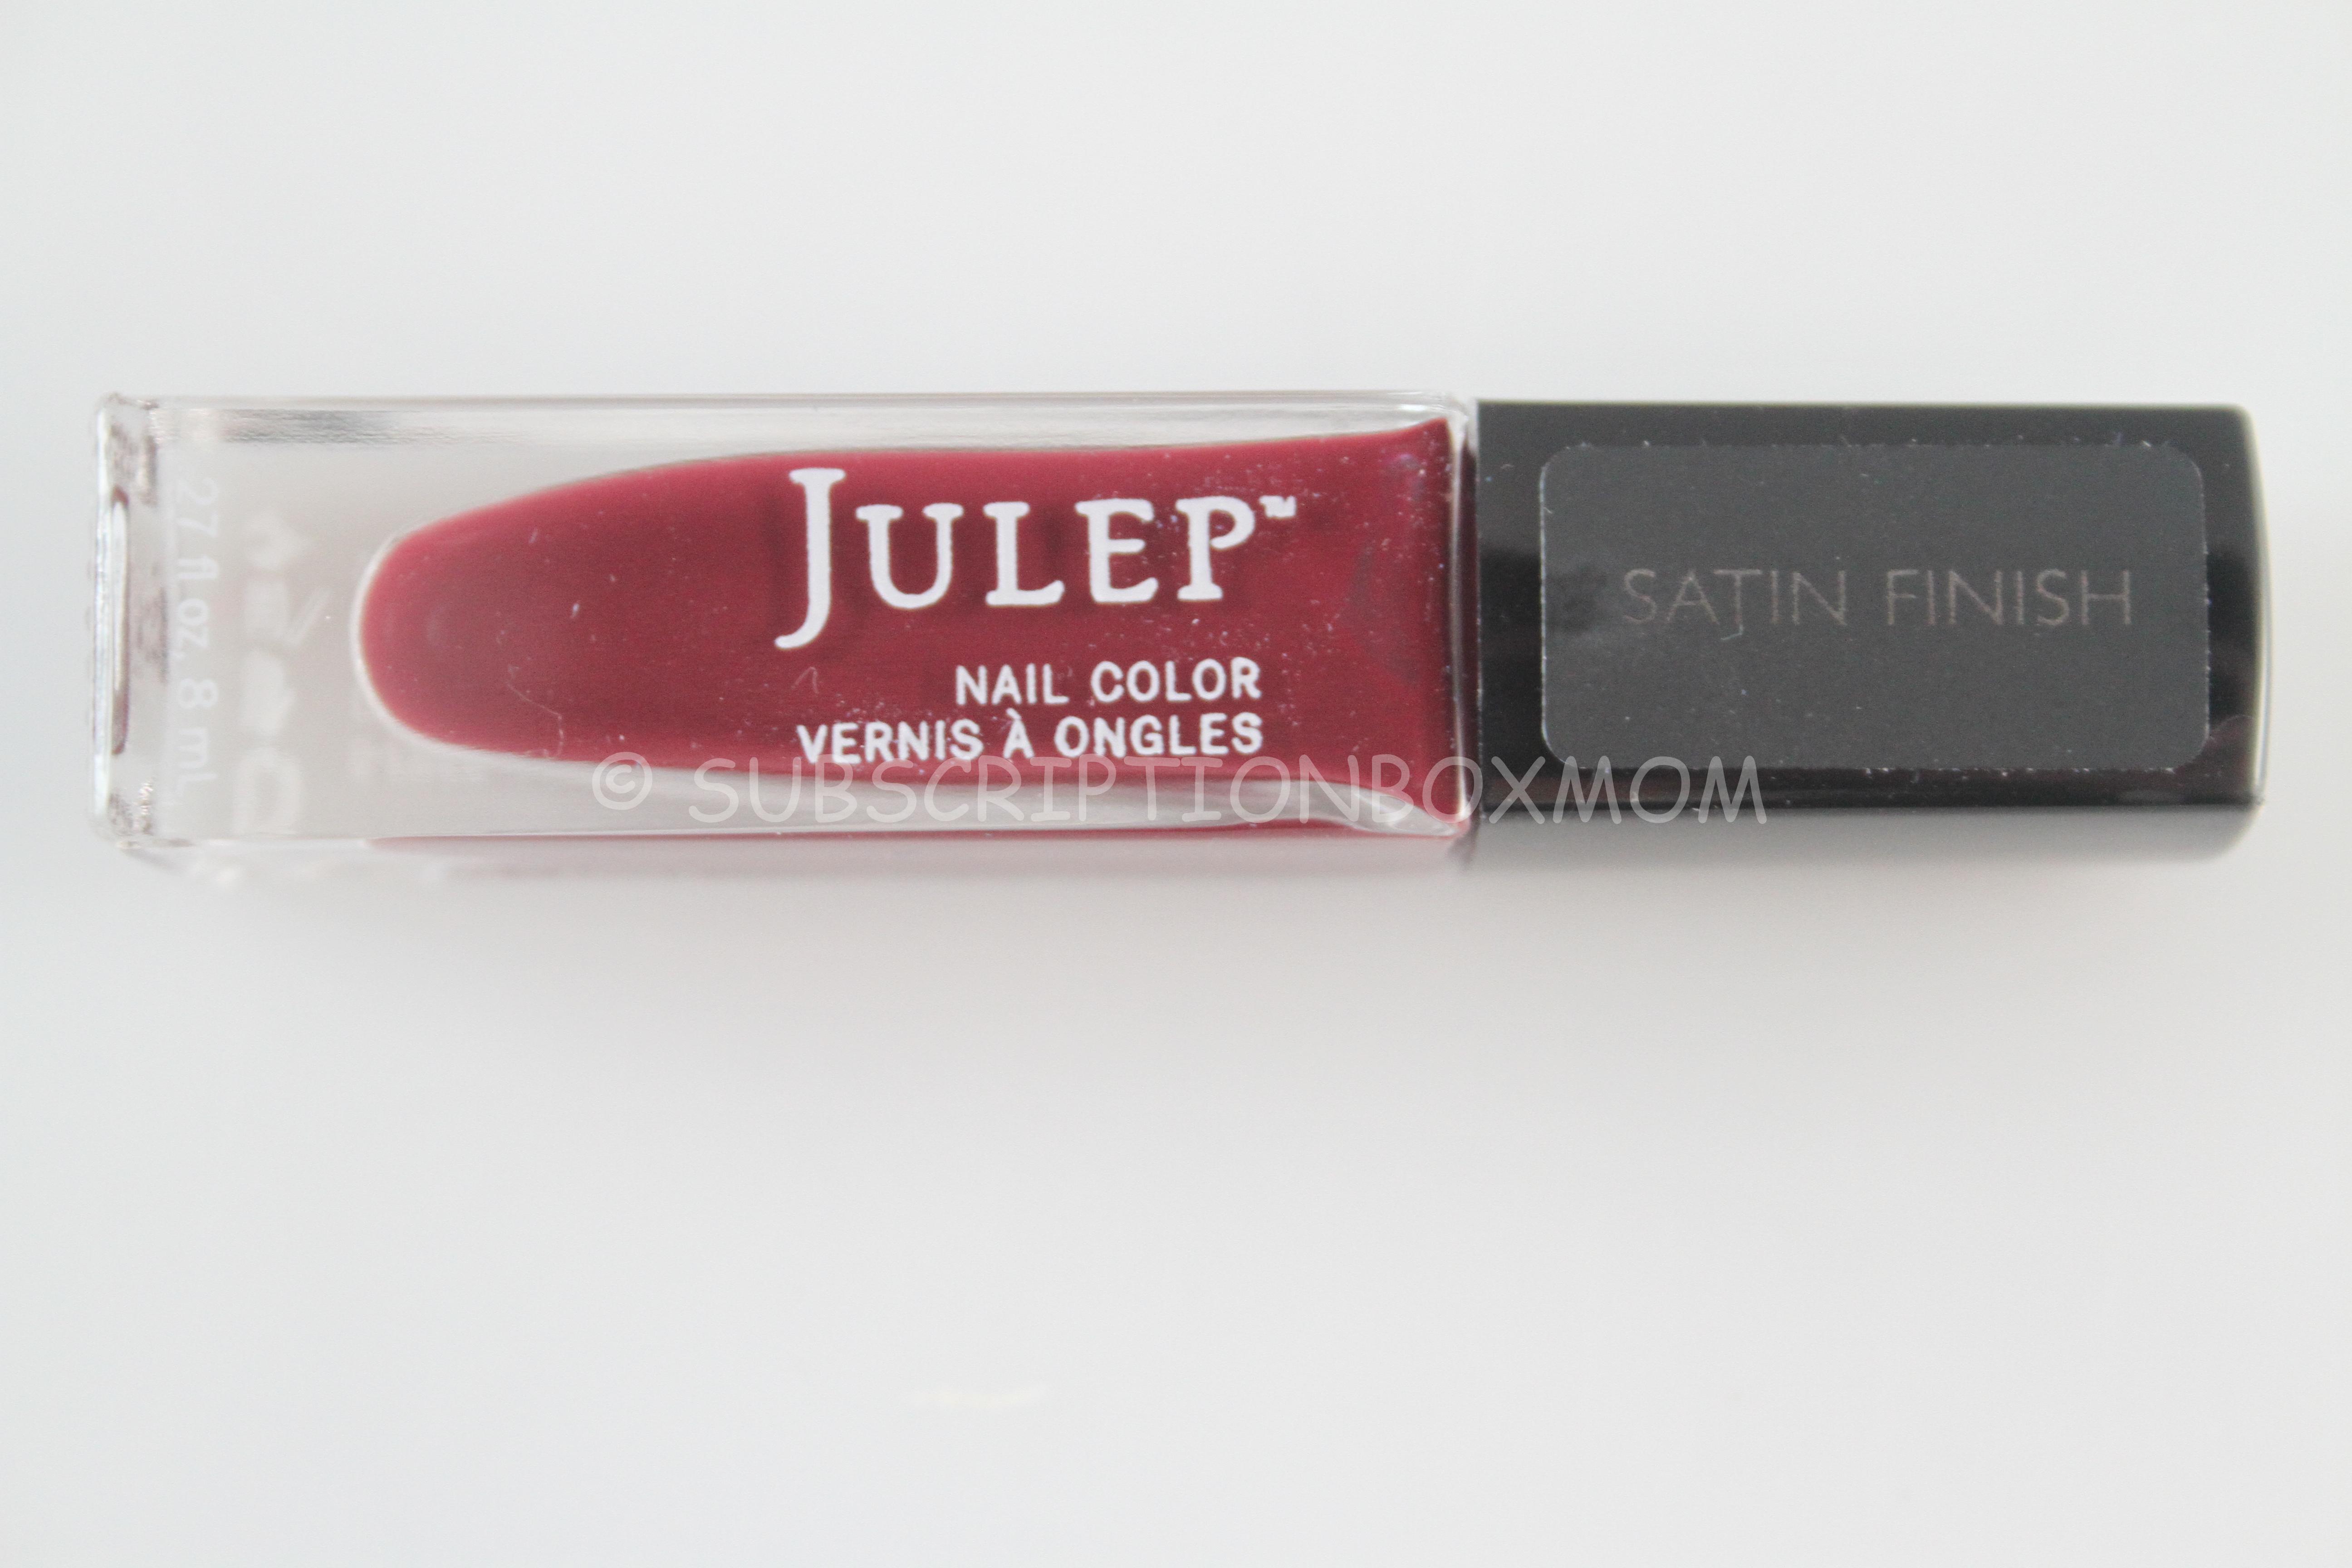 JULEP™
NAIL COLOR
VERNIS À ONGLES
SATIN FINISH
27 fl.oz. 8 mL
© SUBSCRIPTIONBOXMOM